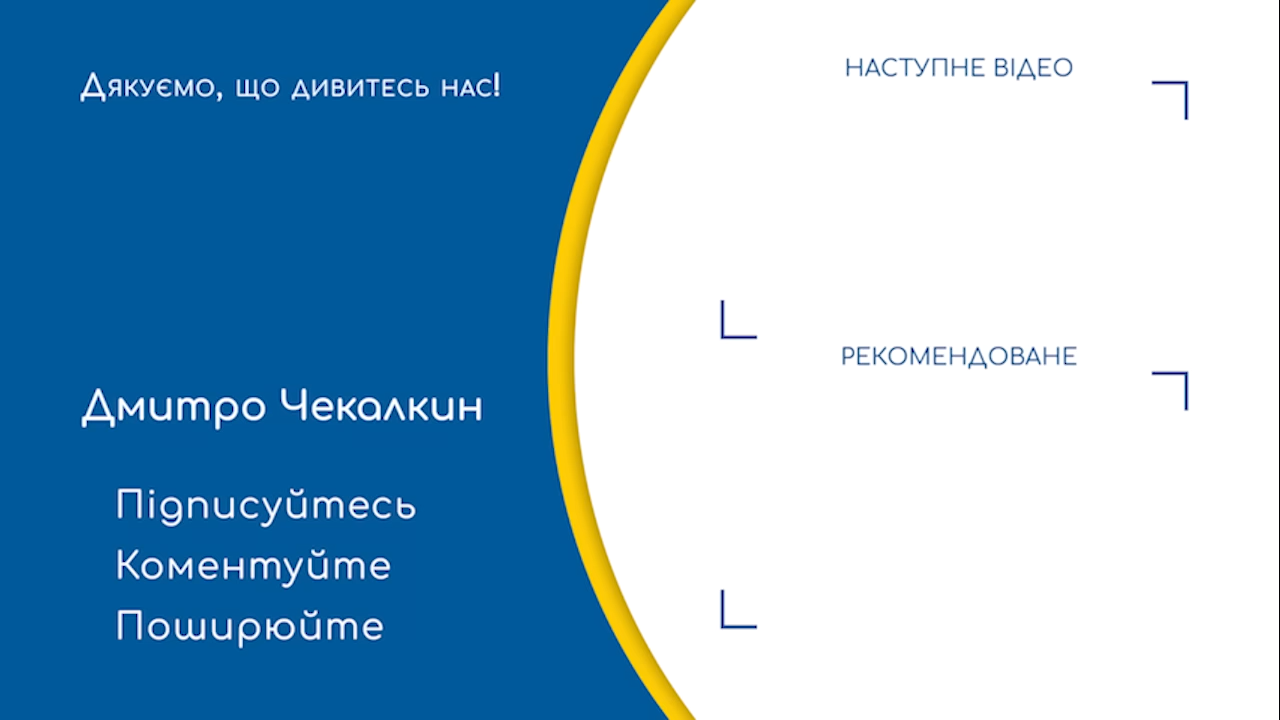 Дякуємо, що дивитесь нас!
Дмитро Чекалкин
Підписуйтесь
Коментуйте
Поширюйте
НАСТУПНЕ ВІДЕО
РЕКОМЕНДОВАНЕ